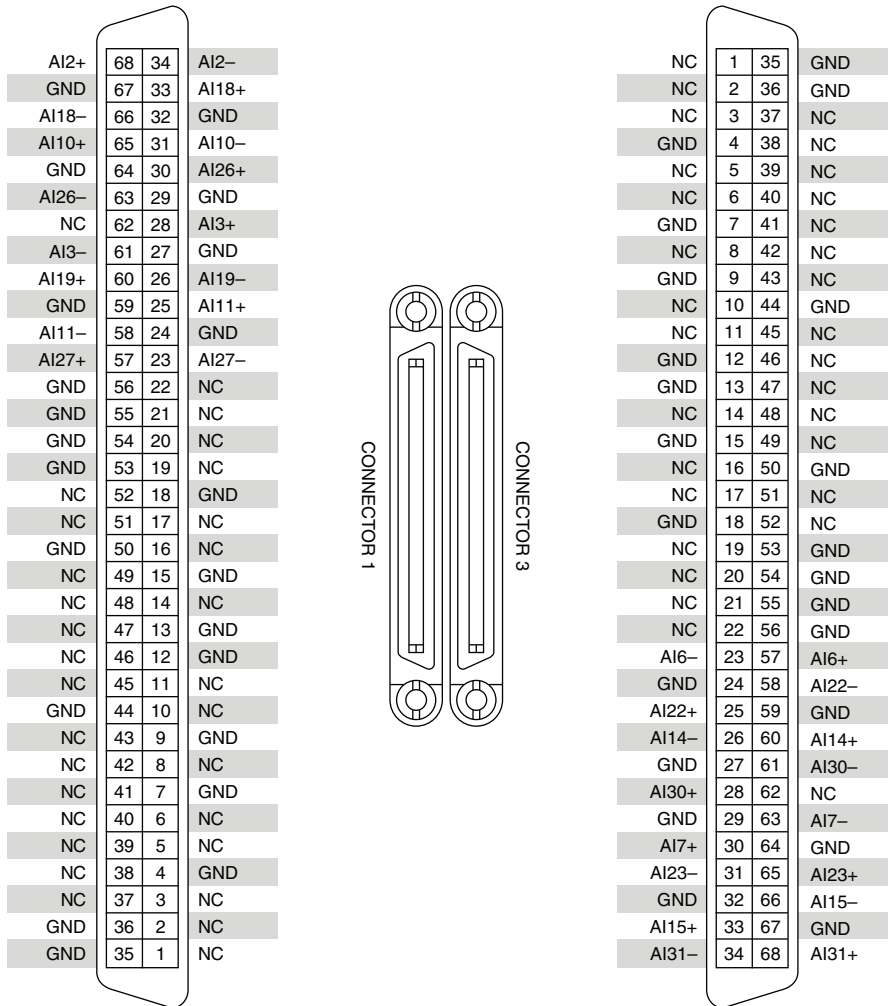 AI2+ 68 34 AI2–
GND 67 33 AI18+
AI18– 66 32 GND
AI10+ 65 31 AI10–
GND 64 30 AI26+
AI26– 63 29 GND
NC 62 28 AI3+
AI3– 61 27 GND
AI19+ 60 26 AI19–
GND 59 25 AI11+
AI11– 58 24 GND
AI27+ 57 23 AI27–
GND 56 22 NC
GND 55 21 NC
GND 54 20 NC
GND 53 19 NC
NC 52 18 GND
NC 51 17 NC
GND 50 16 NC
NC 49 15 GND
NC 48 14 NC
NC 47 13 GND
NC 46 12 GND
NC 45 11 NC
GND 44 10 NC
NC 43 9 GND
NC 42 8 NC
NC 41 7 GND
NC 40 6 NC
NC 39 5 NC
NC 38 4 GND
NC 37 3 NC
GND 36 2 NC
GND 35 1 NC
CONNECTOR 1
CONNECTOR 3
NC 1 35 GND
NC 2 36 GND
NC 3 37 NC
GND 4 38 NC
NC 5 39 NC
NC 6 40 NC
GND 7 41 NC
NC 8 42 NC
GND 9 43 NC
NC 10 44 GND
NC 11 45 NC
GND 12 46 NC
GND 13 47 NC
NC 14 48 NC
GND 15 49 NC
NC 16 50 GND
NC 17 51 NC
GND 18 52 NC
NC 19 53 GND
NC 20 54 GND
NC 21 55 GND
NC 22 56 GND
AI6– 23 57 AI6+
GND 24 58 AI22–
AI22+ 25 59 GND
AI14– 26 60 AI14+
GND 27 61 AI30–
AI30+ 28 62 NC
GND 29 63 AI7–
AI7+ 30 64 GND
AI23– 31 65 AI23+
GND 32 66 AI15–
AI15+ 33 67 GND
AI31– 34 68 AI31+